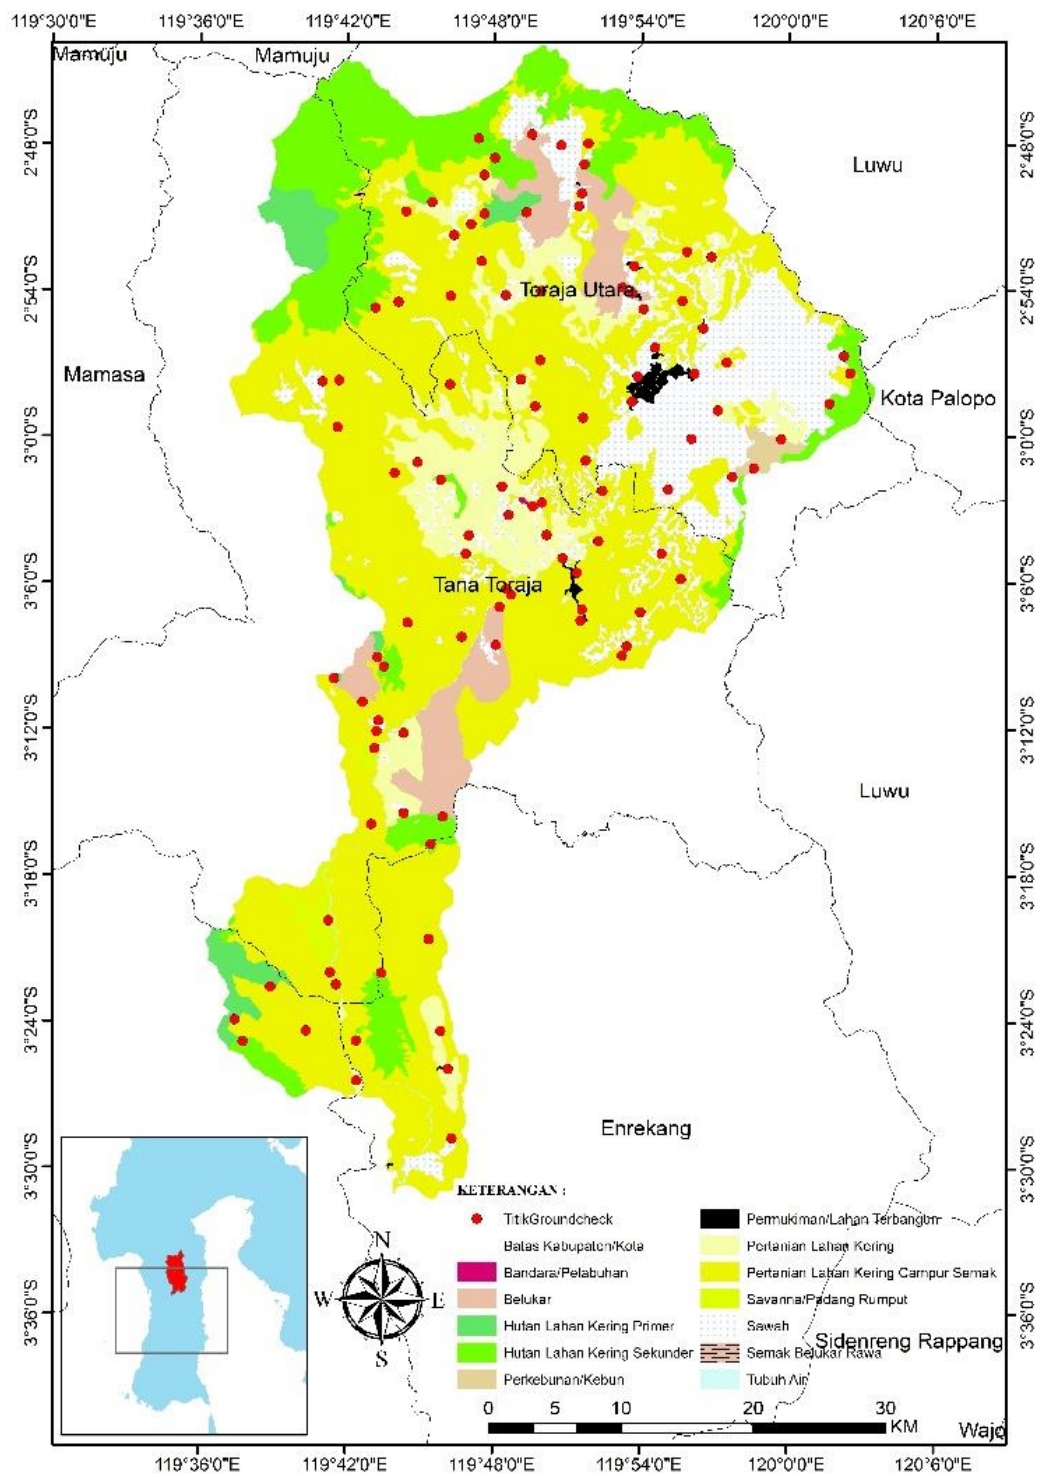 119°30'0"E 119°36'0"E 119°42'0"E 119°48'0"E 119°54'0"E 120°0'0"E 120°6'0"E
Mamuju Mamuju
2°48'0"S 2°48'0"S
Luwu
2°54'0"S Toraja Utara 2°54'0"S
Mamasa
Kota Palopo
3°0'0"S 3°0'0"S
3°6'0"S Tana Toraja 3°6'0"S
3°12'0"S 3°12'0"S
Luwu
3°18'0"S 3°18'0"S
3°24'0"S 3°24'0"S
Enrekang
3°30'0"S 3°30'0"S
KETERANGAN :
TitikGroundcheck
Batas Kabupaten/Kota
Bandara/Pelabuhan
Belukar
Hutan Lahan Kering Primer
Hutan Lahan Kering Sekunder
Perkebunan/Kebun
Permukiman/Lahan Terbangun
Pertanian Lahan Kering
Pertanian Lahan Kering Campur Semak
Savanna/Padang Rumput
Sawah
Semak Belukar Rawa
Tubuh Air
N
W E
S
3°36'0"S 3°36'0"S
Sidenreng Rappang
0 5 10 20 30
KM
Wajo
119°36'0"E 119°42'0"E 119°48'0"E 119°54'0"E 120°0'0"E 120°6'0"E